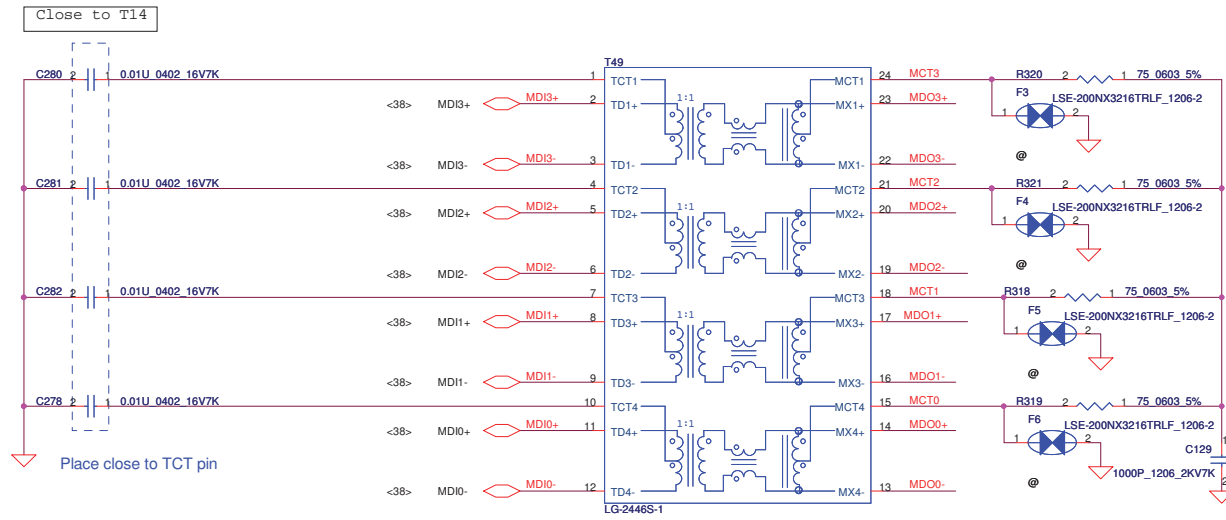 Close to T14
T49
C280 2 1 0.01U_0402_16V7K 1 TCT1 MCT1 24 MCT3 R320 2 1 75_0603_5%
F3 LSE-200NX3216TRLF_1206-2
<38> MDI3+ MDI3+ 2 TD1+ 1:1 MX1+ 23 MDO3+ 1 2
@
<38> MDI3- MDI3- 3 TD1- MX1- 22 MDO3-
C281 2 1 0.01U_0402_16V7K 4 TCT2 MCT2 21 MCT2 R321 2 1 75_0603_5%
F4 LSE-200NX3216TRLF_1206-2
<38> MDI2+ MDI2+ 5 TD2+ 1:1 MX2+ 20 MDO2+ 1 2
@
<38> MDI2- MDI2- 6 TD2- MX2- 19 MDO2-
C282 2 1 0.01U_0402_16V7K 7 TCT3 MCT3 18 MCT1 R318 2 1 75_0603_5%
F5 LSE-200NX3216TRLF_1206-2
<38> MDI1+ MDI1+ 8 TD3+ 1:1 MX3+ 17 MDO1+ 1 2
@
<38> MDI1- MDI1- 9 TD3- MX3- 16 MDO1-
C278 2 1 0.01U_0402_16V7K 10 TCT4 MCT4 15 MCT0 R319 2 1 75_0603_5%
F6 LSE-200NX3216TRLF_1206-2
<38> MDI0+ MDI0+ 11 TD4+ 1:1 MX4+ 14 MDO0+ 1 2
C129 1
Place close to TCT pin
1000P_1206_2KV7K 2
@
<38> MDI0- MDI0- 12 TD4- MX4- 13 MDO0-
LG-2446S-1